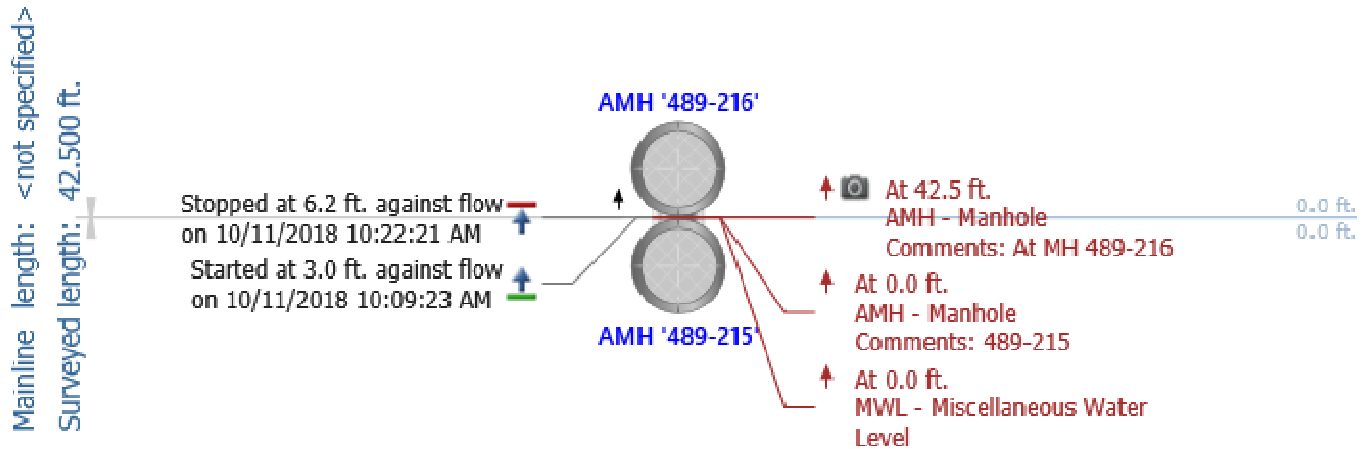 Mainline length: <not specified>
Surveyed length: 42.500 ft.
AMH '489-216'
Stopped at 6.2 ft. against flow
on 10/11/2018 10:22:21 AM
Started at 3.0 ft. against flow
on 10/11/2018 10:09:23 AM
AMH '489-215'
At 42.5 ft.
AMH - Manhole
Comments: At MH 489-216
At 0.0 ft.
AMH - Manhole
Comments: 489-215
At 0.0 ft.
MWL - Miscellaneous Water
Level
0.0 ft.
0.0 ft.